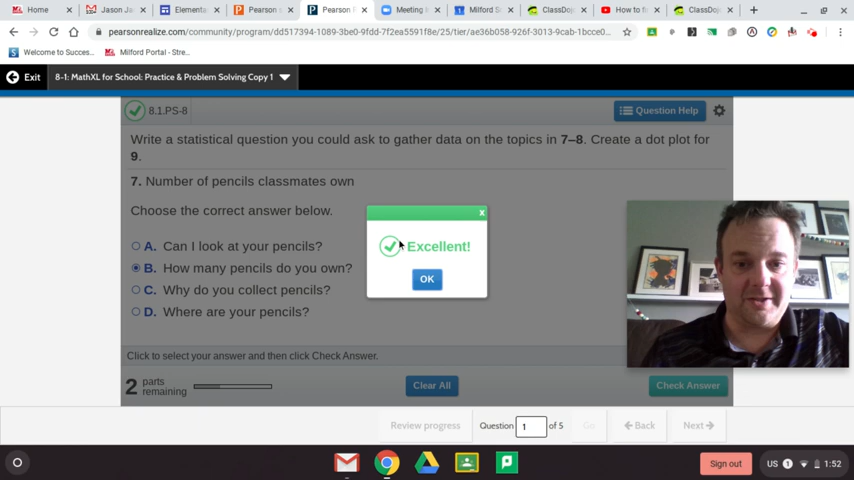 Home
Jason Ja
Elementa
Pearson
Pearson F
Meeting i
Milford S
ClassDoj
How to fi
ClassDoj
pearsonrealize.com/community/program/dd517394-1089-3be0-9fdd-7f2ea5591f8e/25/tier/ae36b058-926f-3013-9cab-1bcce0...
Welcome to Succes...
Milford Portal - Stre...
Exit
8-1: MathXL for School: Practice & Problem Solving Copy 1
8.1.PS-8
Question Help
Write a statistical question you could ask to gather data on the topics in 7–8. Create a dot plot for
9.
7. Number of pencils classmates own
Choose the correct answer below.
A. Can I look at your pencils?
B. How many pencils do you own?
C. Why do you collect pencils?
D. Where are your pencils?
x
Excellent!
OK
Click to select your answer and then click Check Answer.
2 parts
remaining
Clear All
Check Answer
Review progress
Question 1 of 5
Go
Back
Next
Sign out
US
1
1:52